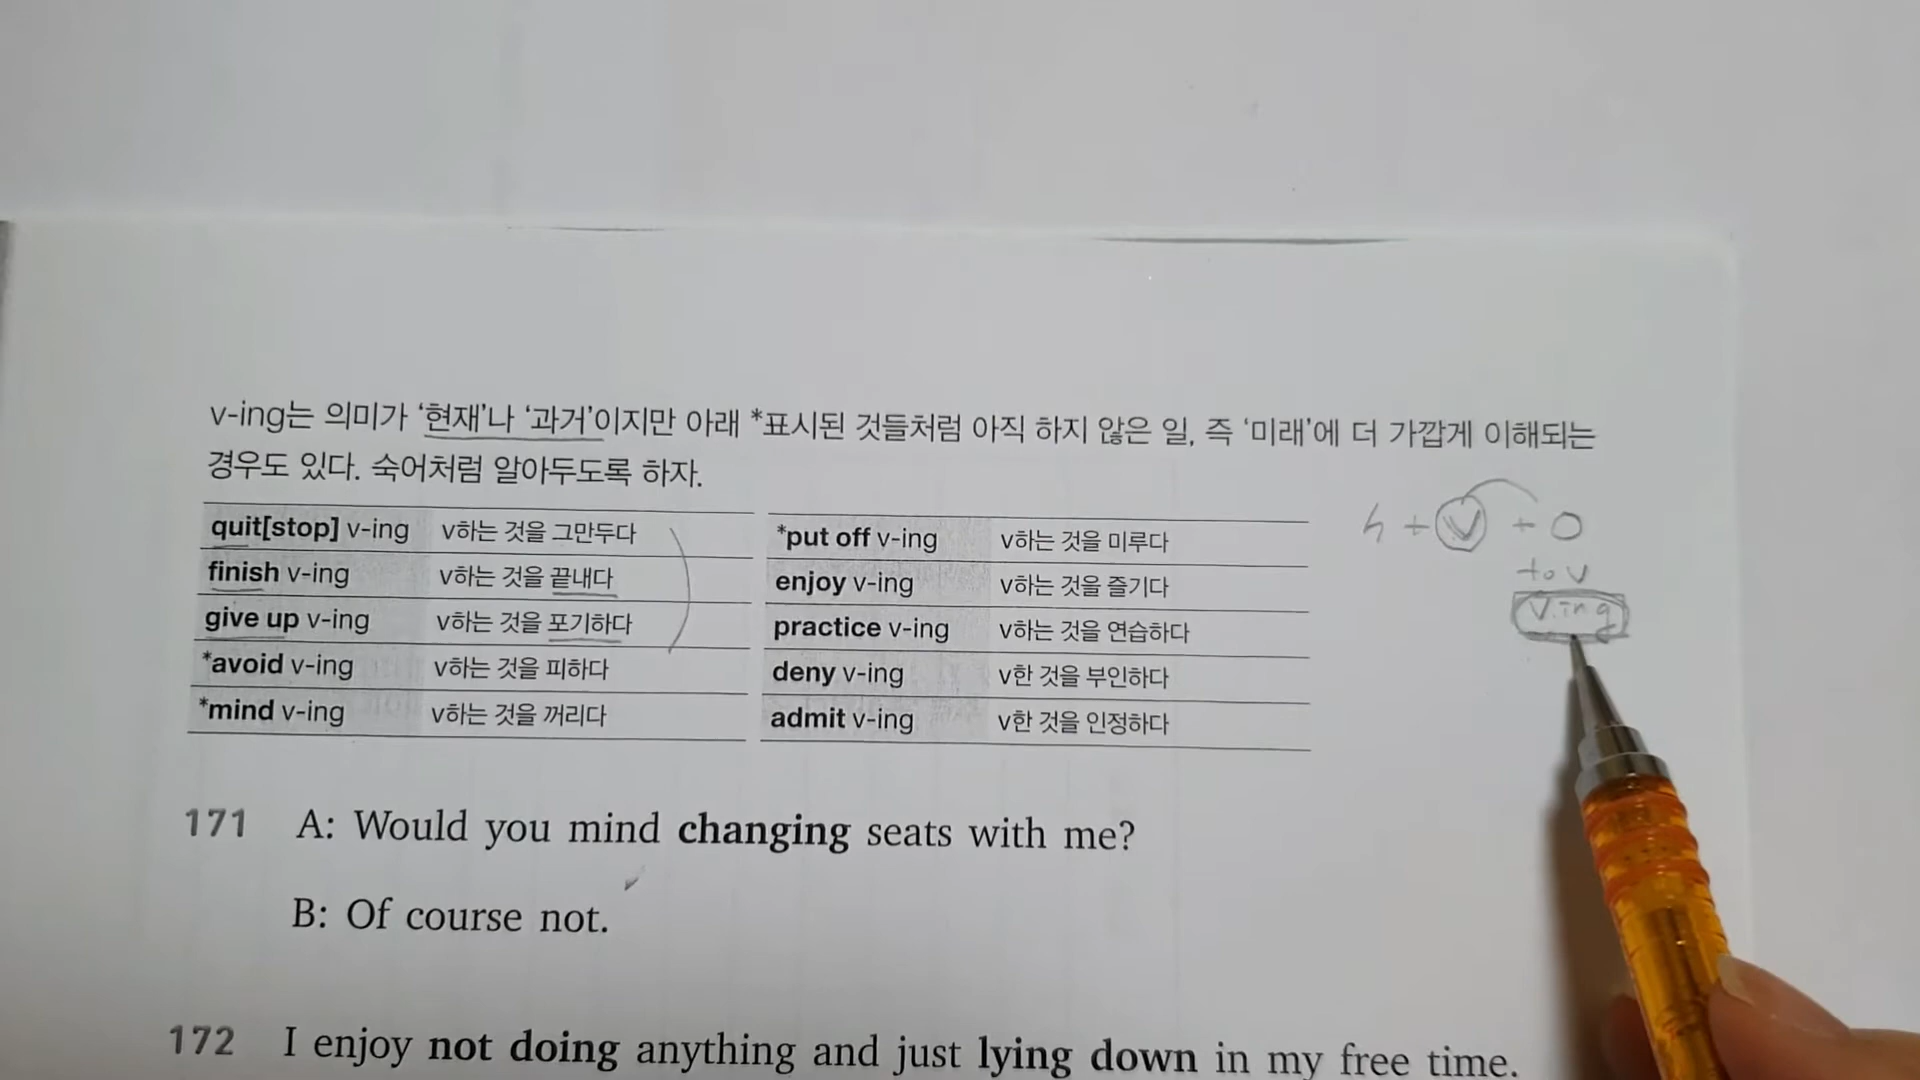 v-ing는 의미가 ‘현재’나 ‘과거’이지만 아래 *표시된 것들처럼 아직 하지 않은 일, 즉 ‘미래’에 더 가깝게 이해되는
경우도 있다. 숙어처럼 알아두도록 하자.
quit[stop] v-ing v하는 것을 그만두다
finish v-ing v하는 것을 끝내다
give up v-ing v하는 것을 포기하다
*avoid v-ing v하는 것을 피하다
*mind v-ing v하는 것을 꺼리다
*put off v-ing v하는 것을 미루다
enjoy v-ing v하는 것을 즐기다
practice v-ing v하는 것을 연습하다
deny v-ing v한 것을 부인하다
admit v-ing v한 것을 인정하다
+ V + O
to V
V.ing
171 A: Would you mind changing seats with me?
B: Of course not.
172 I enjoy not doing anything and just lying down in my free time.